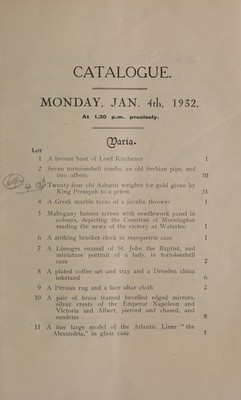 CATALOGUE.
MONDAY, JAN. 4th, 1932,
At 1.30 p.m. precisely.
Varia.
Lot
1 A bronze bust of Lord Kitchener 1
2 Seven tortoiseshell combs, an old Serbian pipe, and
two others 10
Twenty-four old Ashanti weights for gold given by
King Prempeh to a priest 24
4 A Greek marble torso of a javelin thrower 1
5 Mahogany banner screen with needlework panel in
colours, depicting the Countess of Mornington
reading the news of the victory at Waterloo 1
6 A striking bracket clock in marqueterie case 1
7 A Limoges enamel of St. John the Baptist, and
miniature portrait of a lady, in tortoiseshell
case 2
8 A plated coffee set and tray and a Dresden china
inkstand 6
9 A Persian rug and a lace altar cloth 2
10 A pair of brass framed bevelled edged mirrors,
silver crests of the Emperor Napoleon and
Victoria and Albert, pierced and chased, and
sundries 8
11 A fine large model of the Atlantic Liner "the
Alexandria," in glass case 1